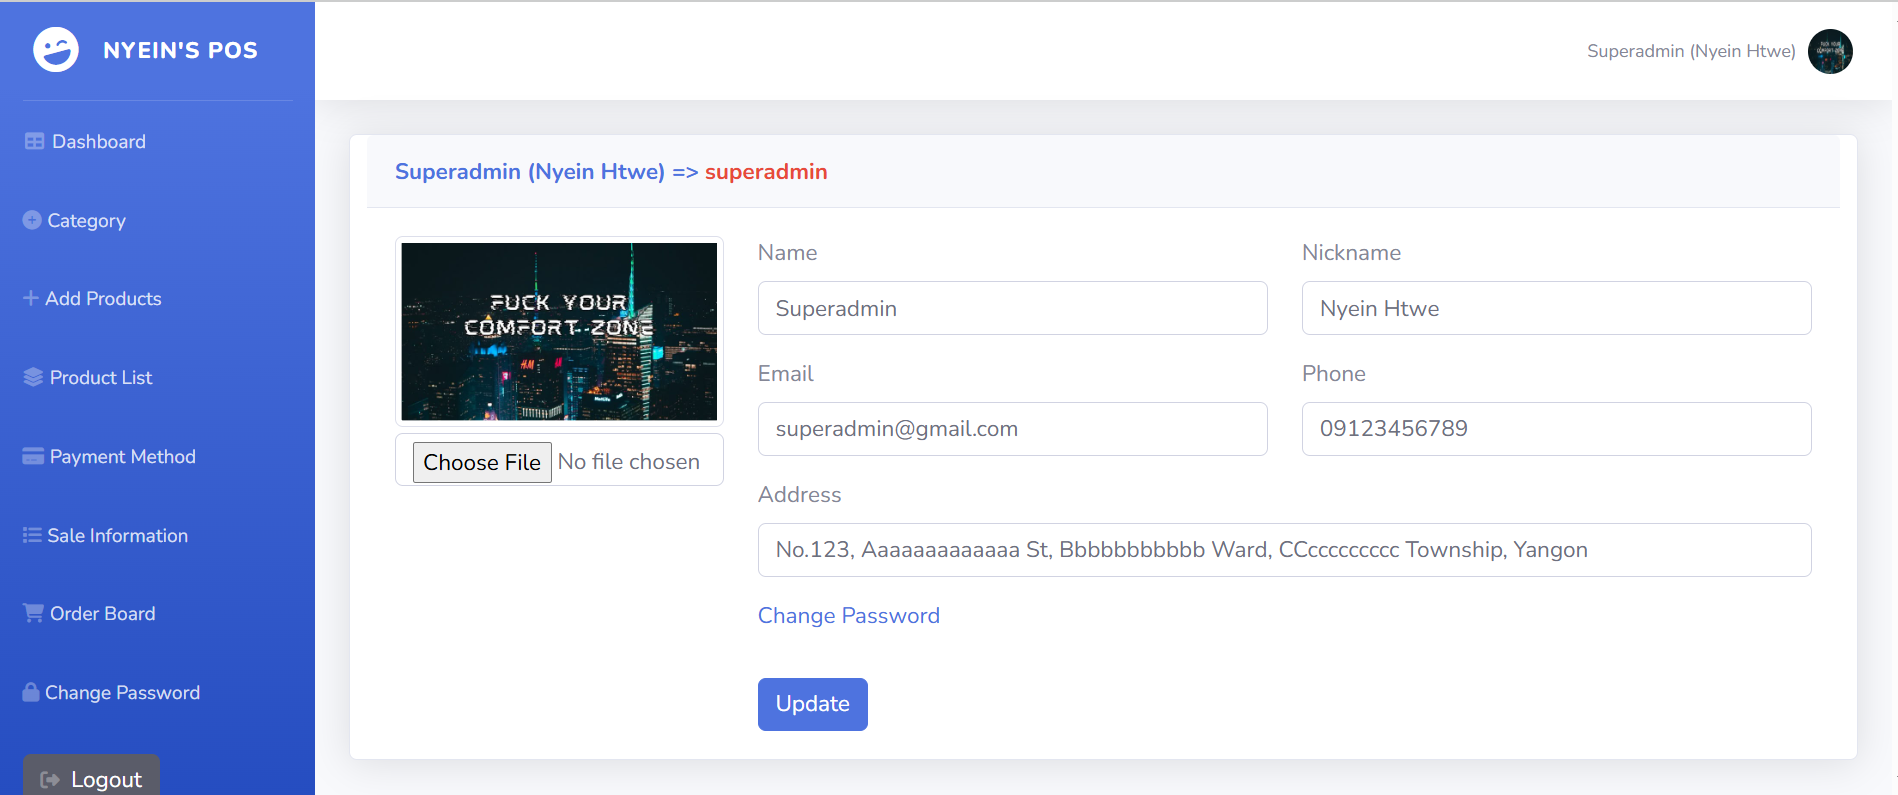 NYEIN'S POS
Superadmin (Nyein Htwe)
Dashboard
Category
Add Products
Product List
Payment Method
Sale Information
Order Board
Change Password
Logout
Superadmin (Nyein Htwe) => superadmin
FUCK YOUR
COMFORT ZONE
H&M
MetLife
Choose File No file chosen
Name
Superadmin
Nickname
Nyein Htwe
Email
superadmin@gmail.com
Phone
09123456789
Address
No.123, Aaaaaaaaaaaaa St, Bbbbbbbbbbb Ward, CCcccccccccc Township, Yangon
Change Password
Update